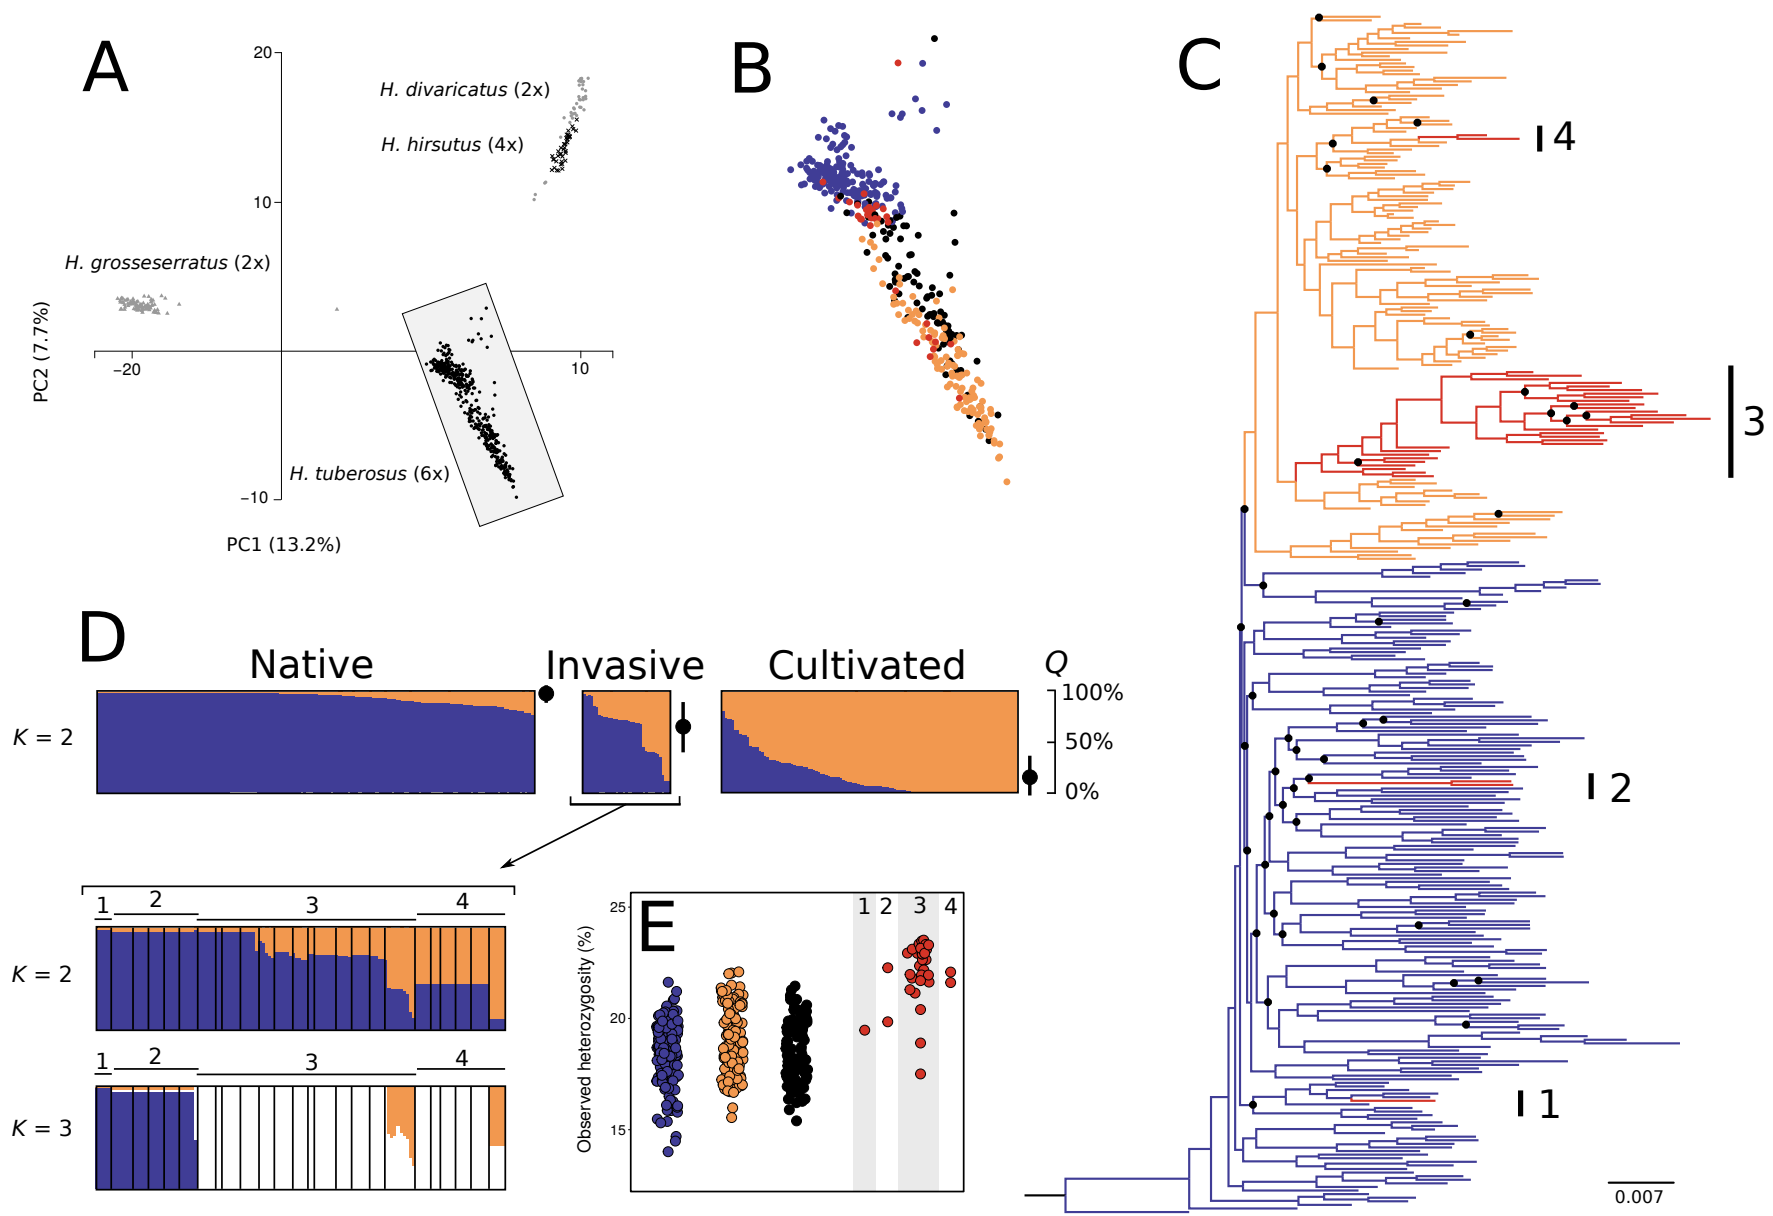 A
20
H. divaricatus (2x)
H. hirsutus (4x)
10
H. grosseserratus (2x)
PC2 (7.7%)
−20
10
H. tuberosus (6x)
−10
PC1 (13.2%)
B
C
4
3
2
1
0.007
D
Native
Invasive
Cultivated
Q
K = 2
100%
50%
0%
1
2
3
4
K = 2
1
2
3
4
K = 3
E
Observed heterozygosity (%)
25
20
15
1
2
3
4